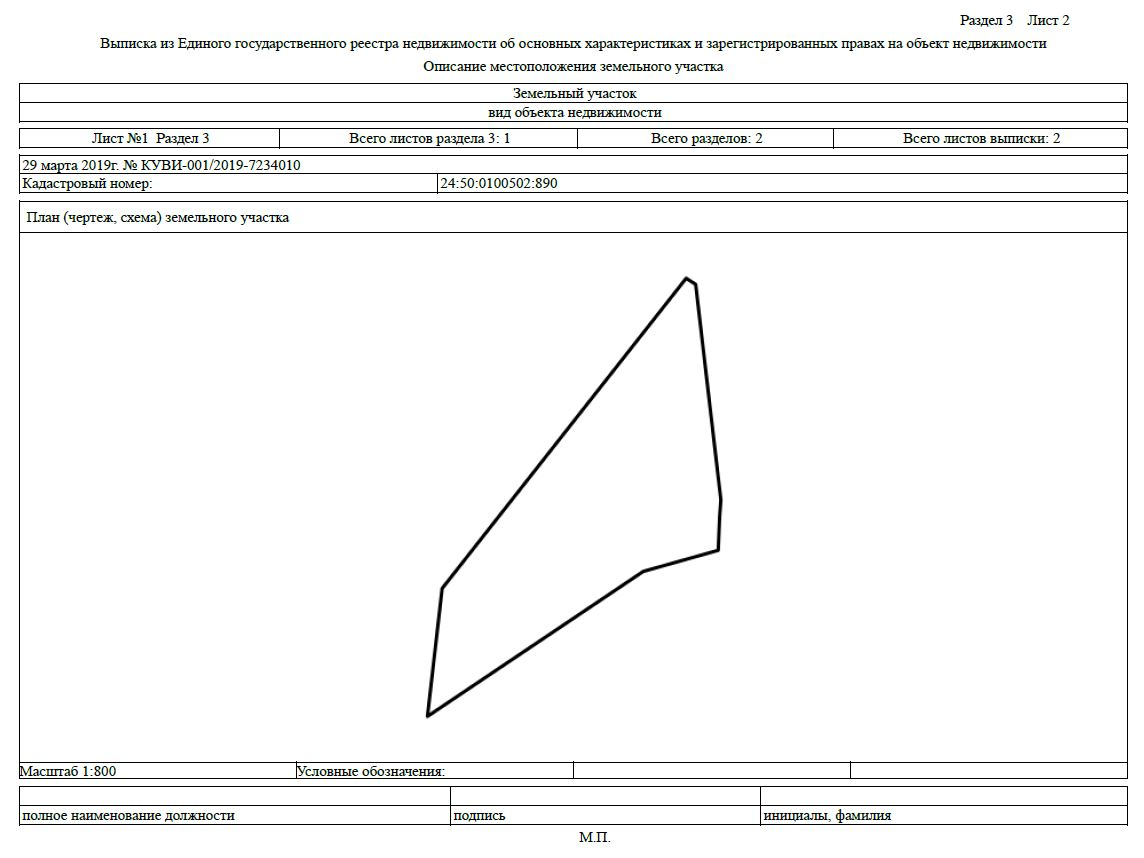 Раздел 3 Лист 2
Выписка из Единого государственного реестра недвижимости об основных характеристиках и зарегистрированных правах на объект недвижимости
Описание местоположения земельного участка
Земельный участок
вид объекта недвижимости
Лист №1 Раздел 3 Всего листов раздела 3: 1 Всего разделов: 2 Всего листов выписки: 2
29 марта 2019г. № КУВИ-001/2019-7234010
Кадастровый номер: 24:50:0100502:890
План (чертеж, схема) земельного участка
Масштаб 1:800 Условные обозначения:
полное наименование должности подпись инициалы, фамилия
М.П.